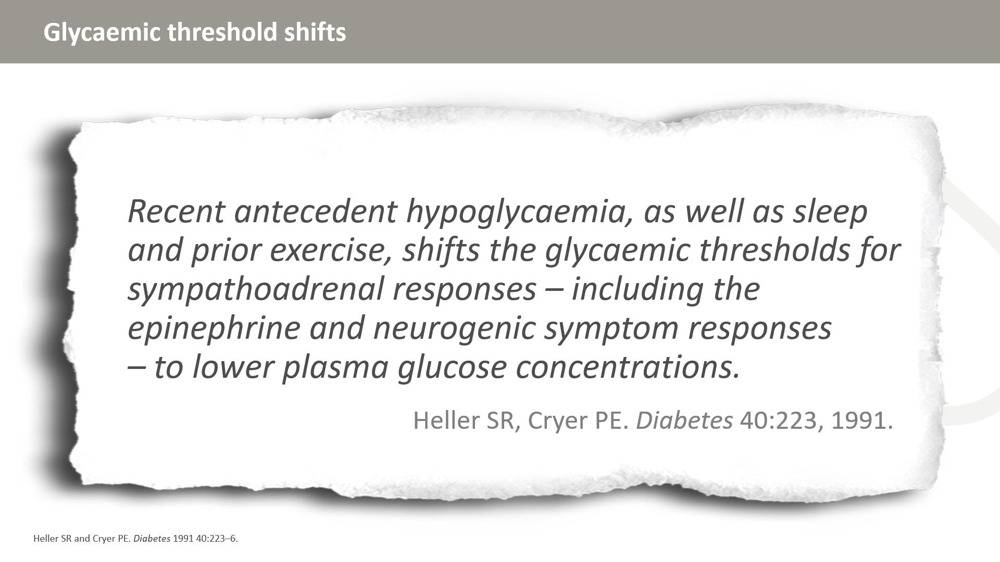 Glycaemic threshold shifts
Recent antecedent hypoglycaemia, as well as sleep
and prior exercise, shifts the glycaemic thresholds for
sympathoadrenal responses – including the
epinephrine and neurogenic symptom responses
– to lower plasma glucose concentrations.
Heller SR, Cryer PE. Diabetes 40:223, 1991.
Heller SR and Cryer PE. Diabetes 1991 40:223–6.